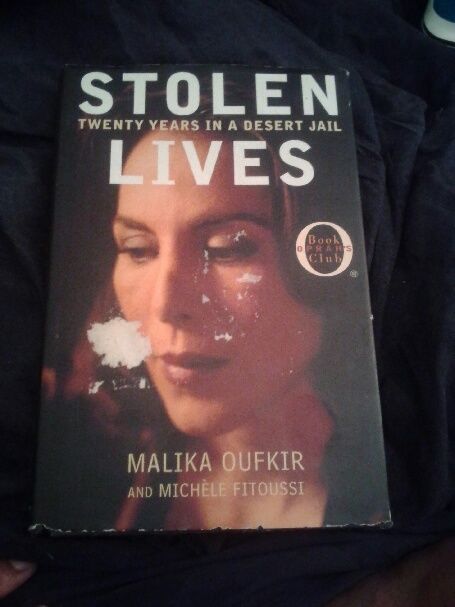 STOLEN
TWENTY YEARS IN A DESERT JAIL
LIVES
Book
OPRAH'S
Club
®
MALIKA OUFKIR
AND MICHÈLE FITOUSSI